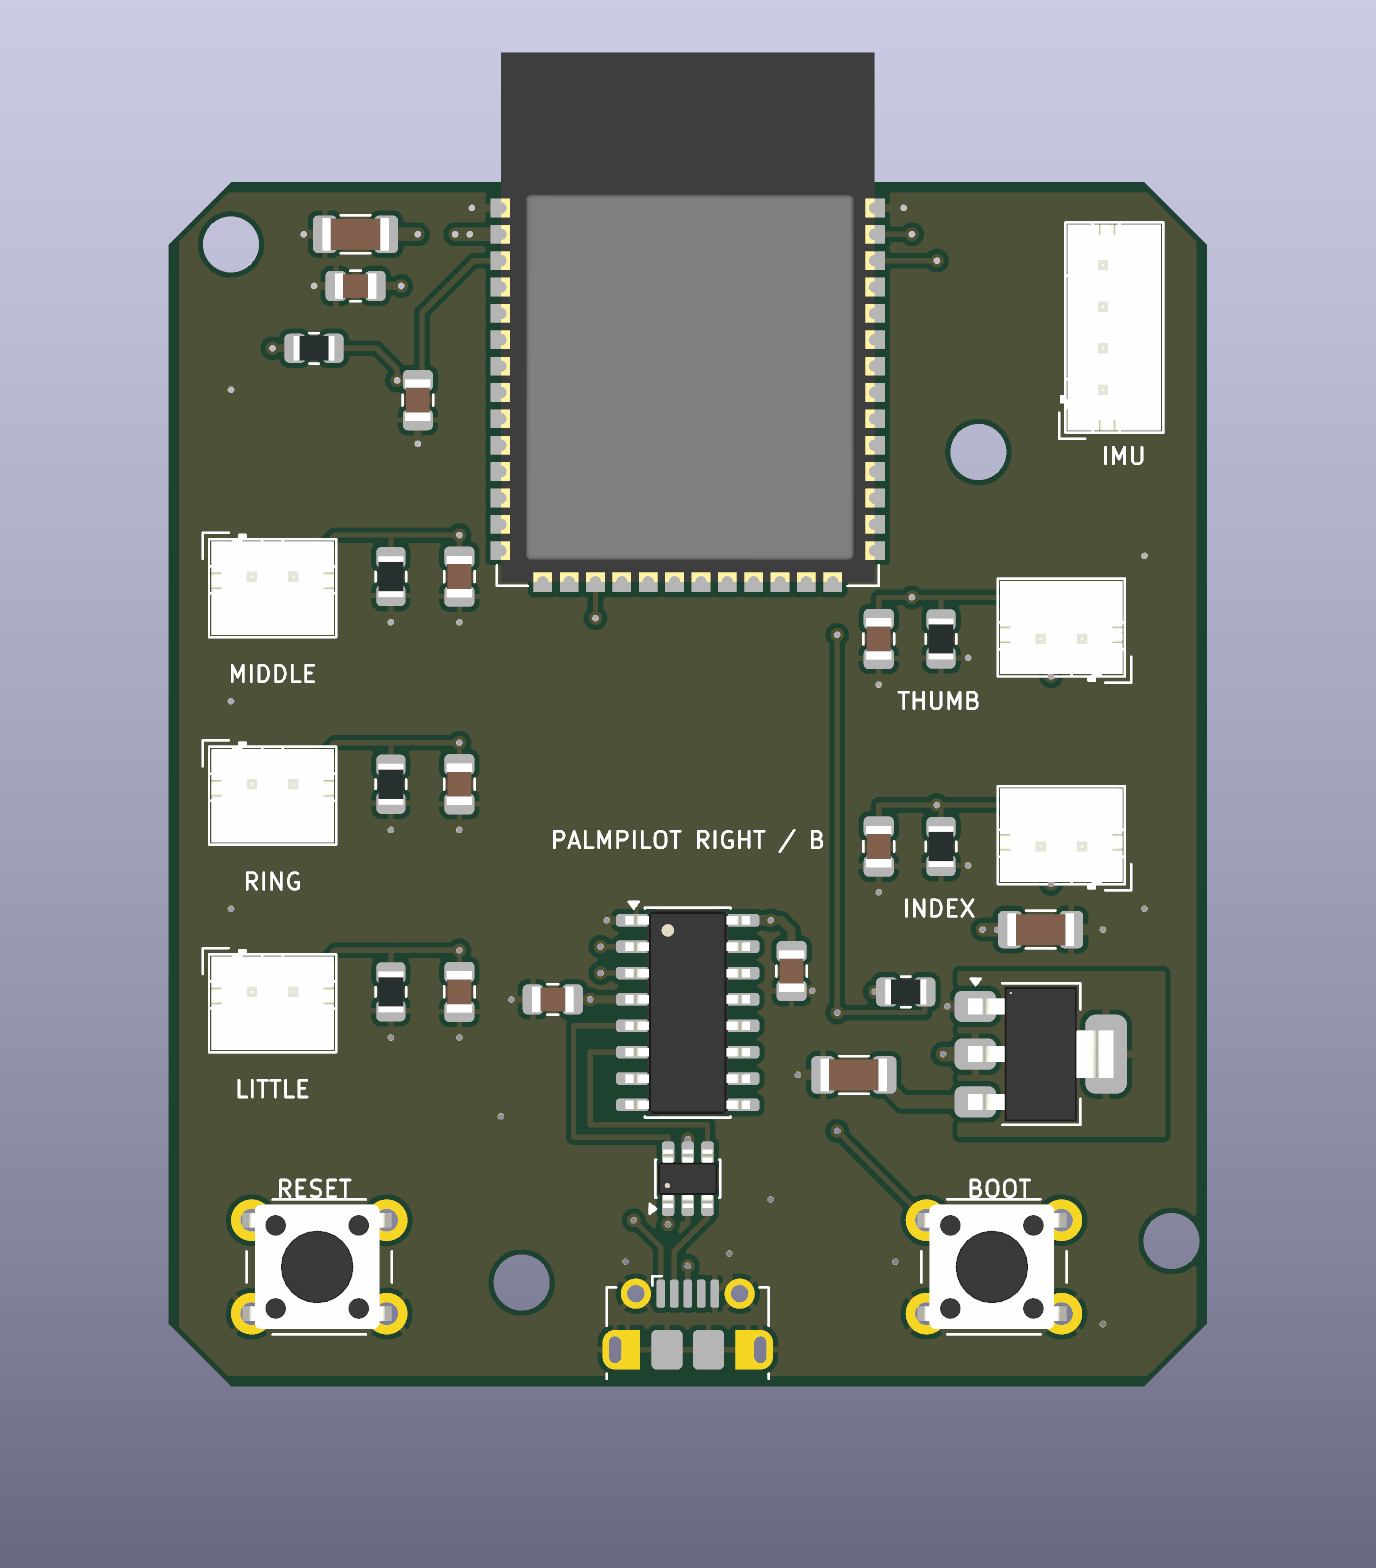 IMU
MIDDLE
THUMB
PALMPILOT RIGHT / B
RING
INDEX
LITTLE
RESET
BOOT